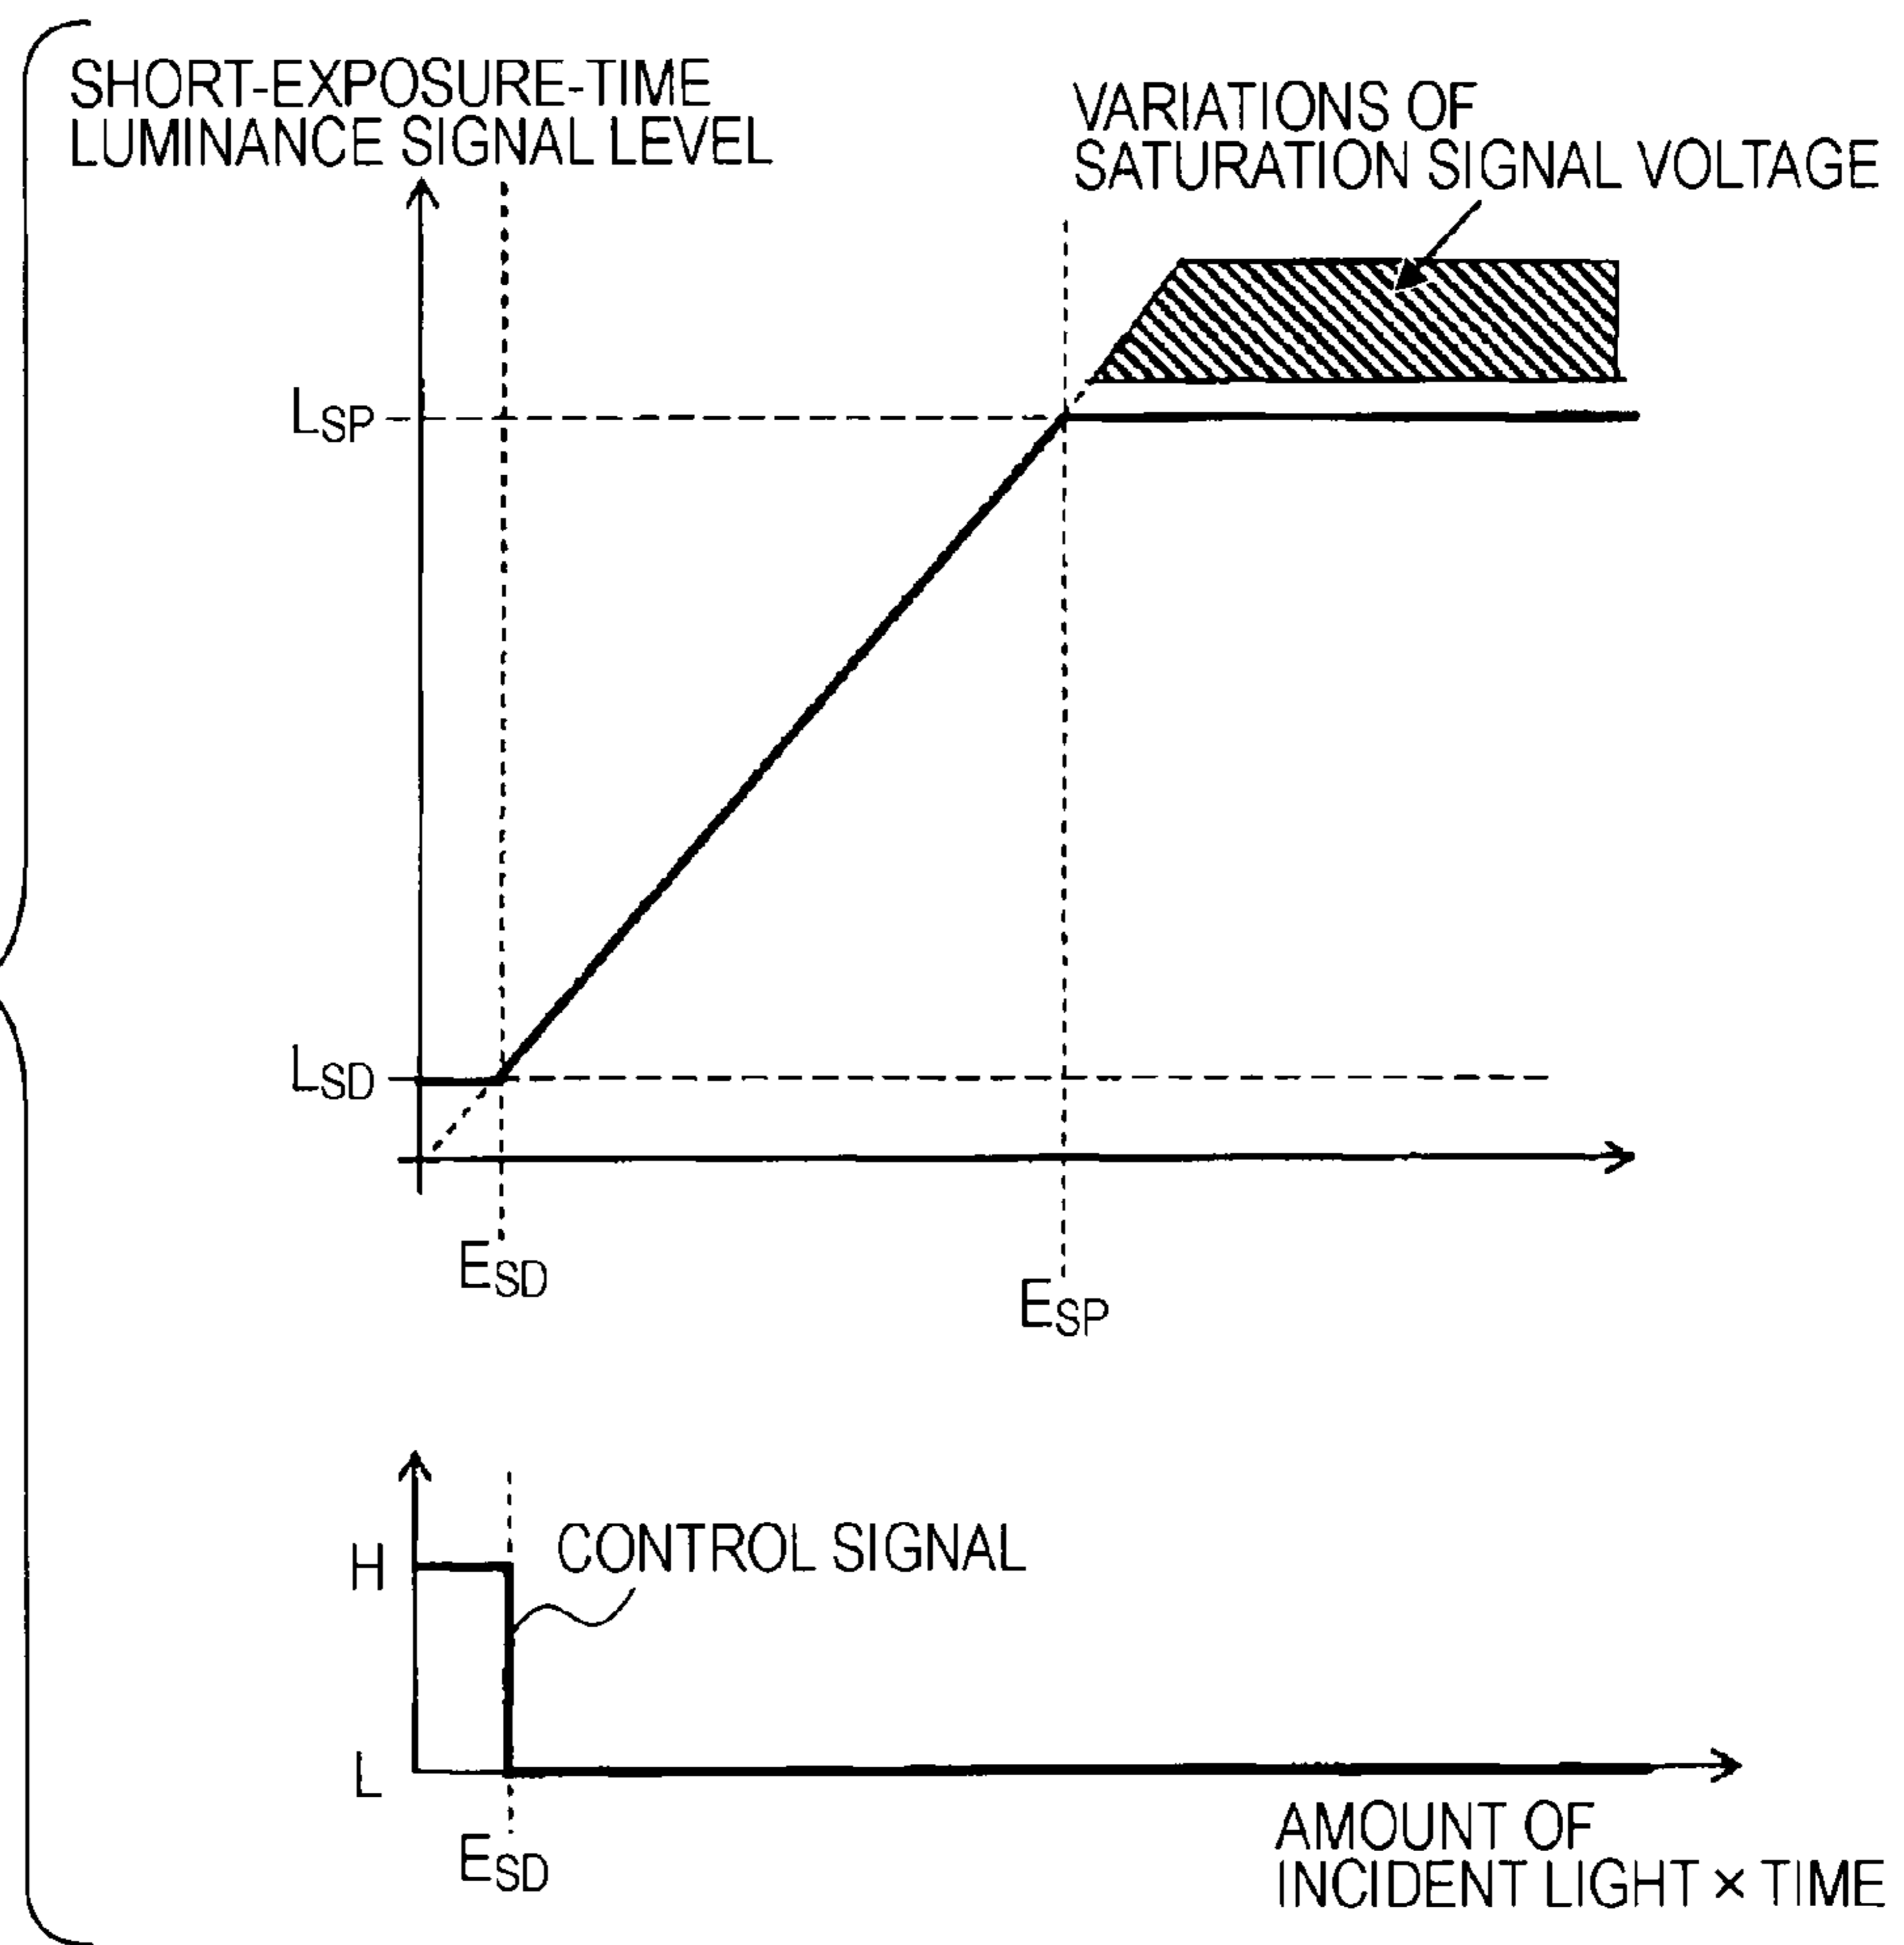 SHORT-EXPOSURE-TIME
LUMINANCE SIGNAL LEVEL
VARIATIONS OF
SATURATION SIGNAL VOLTAGE
LSP
LSD
ESD
ESP
H
CONTROL SIGNAL
L
ESD
AMOUNT OF
INCIDENT LIGHT × TIME